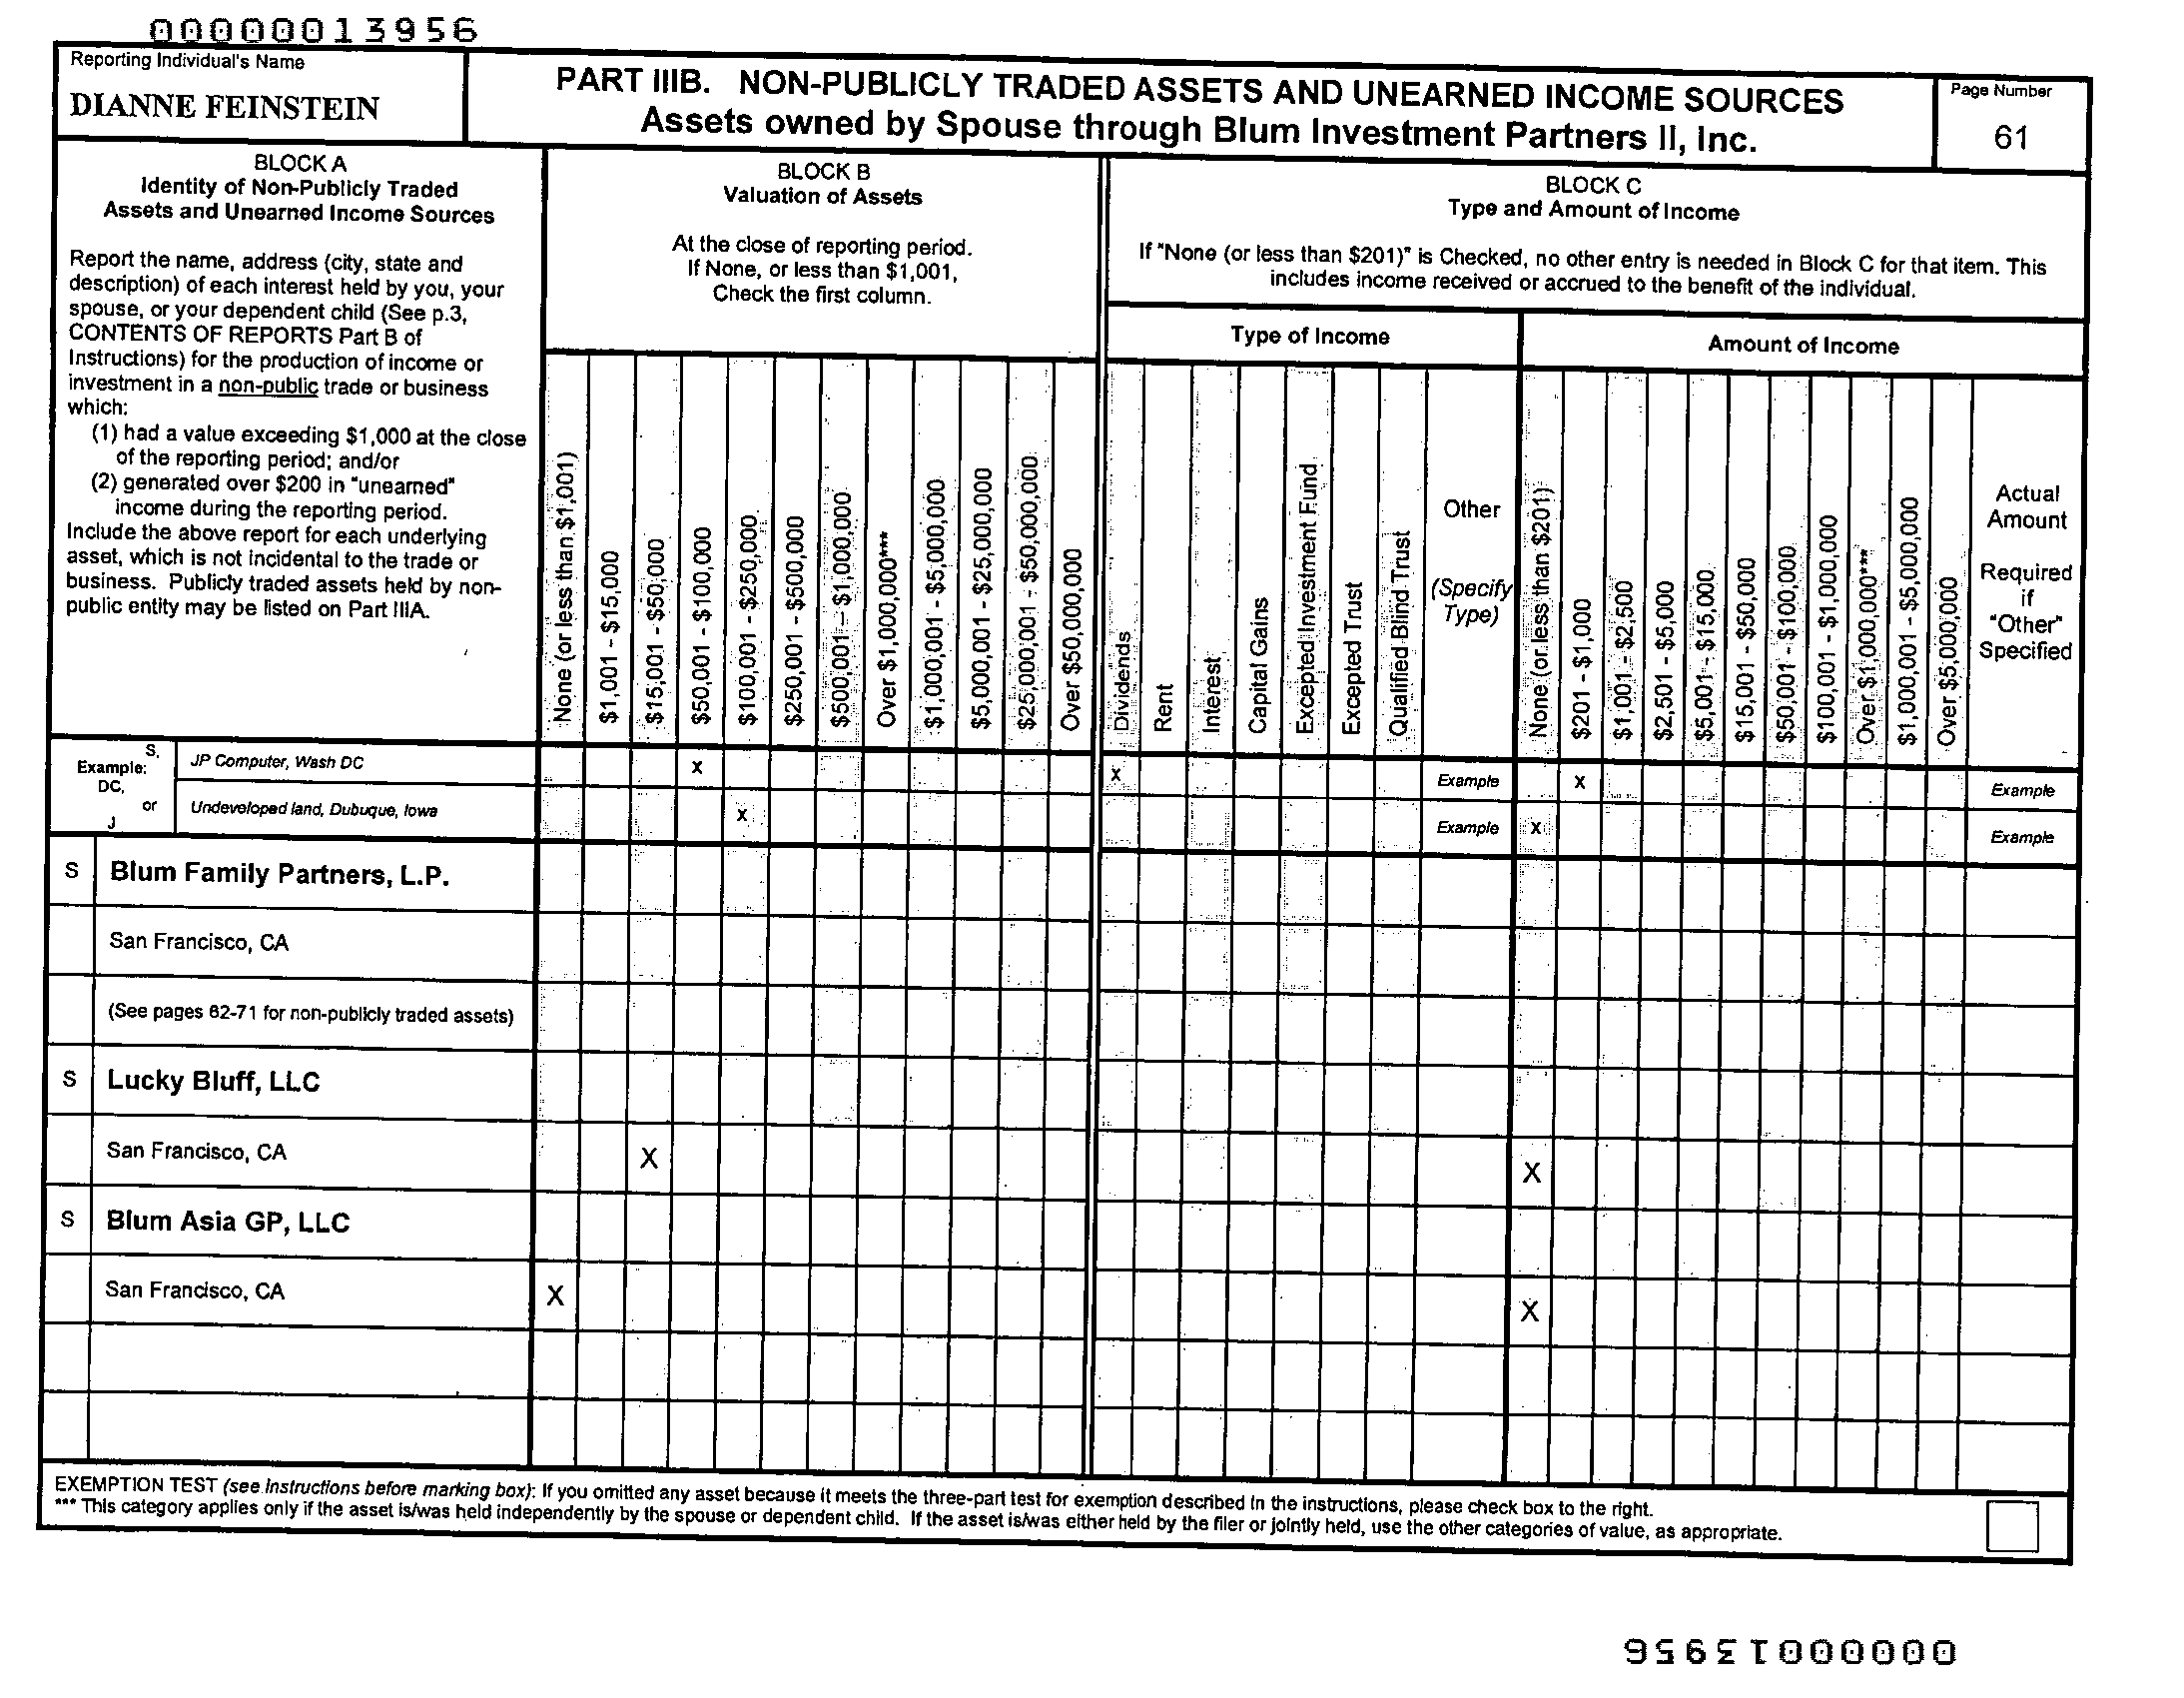 00000013956
Reporting Individual's Name
DIANNE FEINSTEIN
PART IIIB. NON-PUBLICLY TRADED ASSETS AND UNEARNED INCOME SOURCES
Assets owned by Spouse through Blum Investment Partners II, Inc.
Page Number
61
BLOCK A
Identity of Non-Publicly Traded
Assets and Unearned Income Sources
Report the name, address (city, state and
description) of each interest held by you, your
spouse, or your dependent child (See p.3,
CONTENTS OF REPORTS Part B of
Instructions) for the production of income or
investment in a non-public trade or business
which:
(1) had a value exceeding $1,000 at the close
of the reporting period; and/or
(2) generated over $200 in "unearned"
income during the reporting period.
Include the above report for each underlying
asset, which is not incidental to the trade or
business. Publicly traded assets held by non-
public entity may be listed on Part IIIA.
BLOCK B
Valuation of Assets
At the close of reporting period.
If None, or less than $1,001,
Check the first column.
None (or less than $1,001)
$1,001 - $15,000
$15,001 - $50,000
$50,001 - $100,000
$100,001 - $250,000
$250,001 - $500,000
$500,001 - $1,000,000
Over $1,000,000***
$1,000,001 - $5,000,000
$5,000,001 - $25,000,000
$25,000,001 - $50,000,000
Over $50,000,000
BLOCK C
Type and Amount of Income
If "None (or less than $201)" is Checked, no other entry is needed in Block C for that item. This
includes income received or accrued to the benefit of the individual.
Type of Income
Dividends
Rent
Interest
Capital Gains
Excepted Investment Fund
Excepted Trust
Qualified Blind Trust
Other
(Specify
Type)
Amount of Income
None (or less than $201)
$201 - $1,000
$1,001 - $2,500
$2,501 - $5,000
$5,001 - $15,000
$15,001 - $50,000
$50,001 - $100,000
$100,001 - $1,000,000
Over $1,000,000***
$1,000,001 - $5,000,000
Over $5,000,000
Actual
Amount
Required
if
"Other"
Specified
Example:
S,
DC,
or
J
JP Computer, Wash DC x x Example x Example
Undeveloped land, Dubuque, Iowa x Example x Example
S Blum Family Partners, L.P.
San Francisco, CA
(See pages 62-71 for non-publicly traded assets)
S Lucky Bluff, LLC
San Francisco, CA X X
S Blum Asia GP, LLC
San Francisco, CA X X
EXEMPTION TEST (see instructions before marking box): If you omitted any asset because it meets the three-part test for exemption described in the instructions, please check box to the right.
*** This category applies only if the asset is/was held independently by the spouse or dependent child. If the asset is/was either held by the filer or jointly held, use the other categories of value, as appropriate.
00000013956